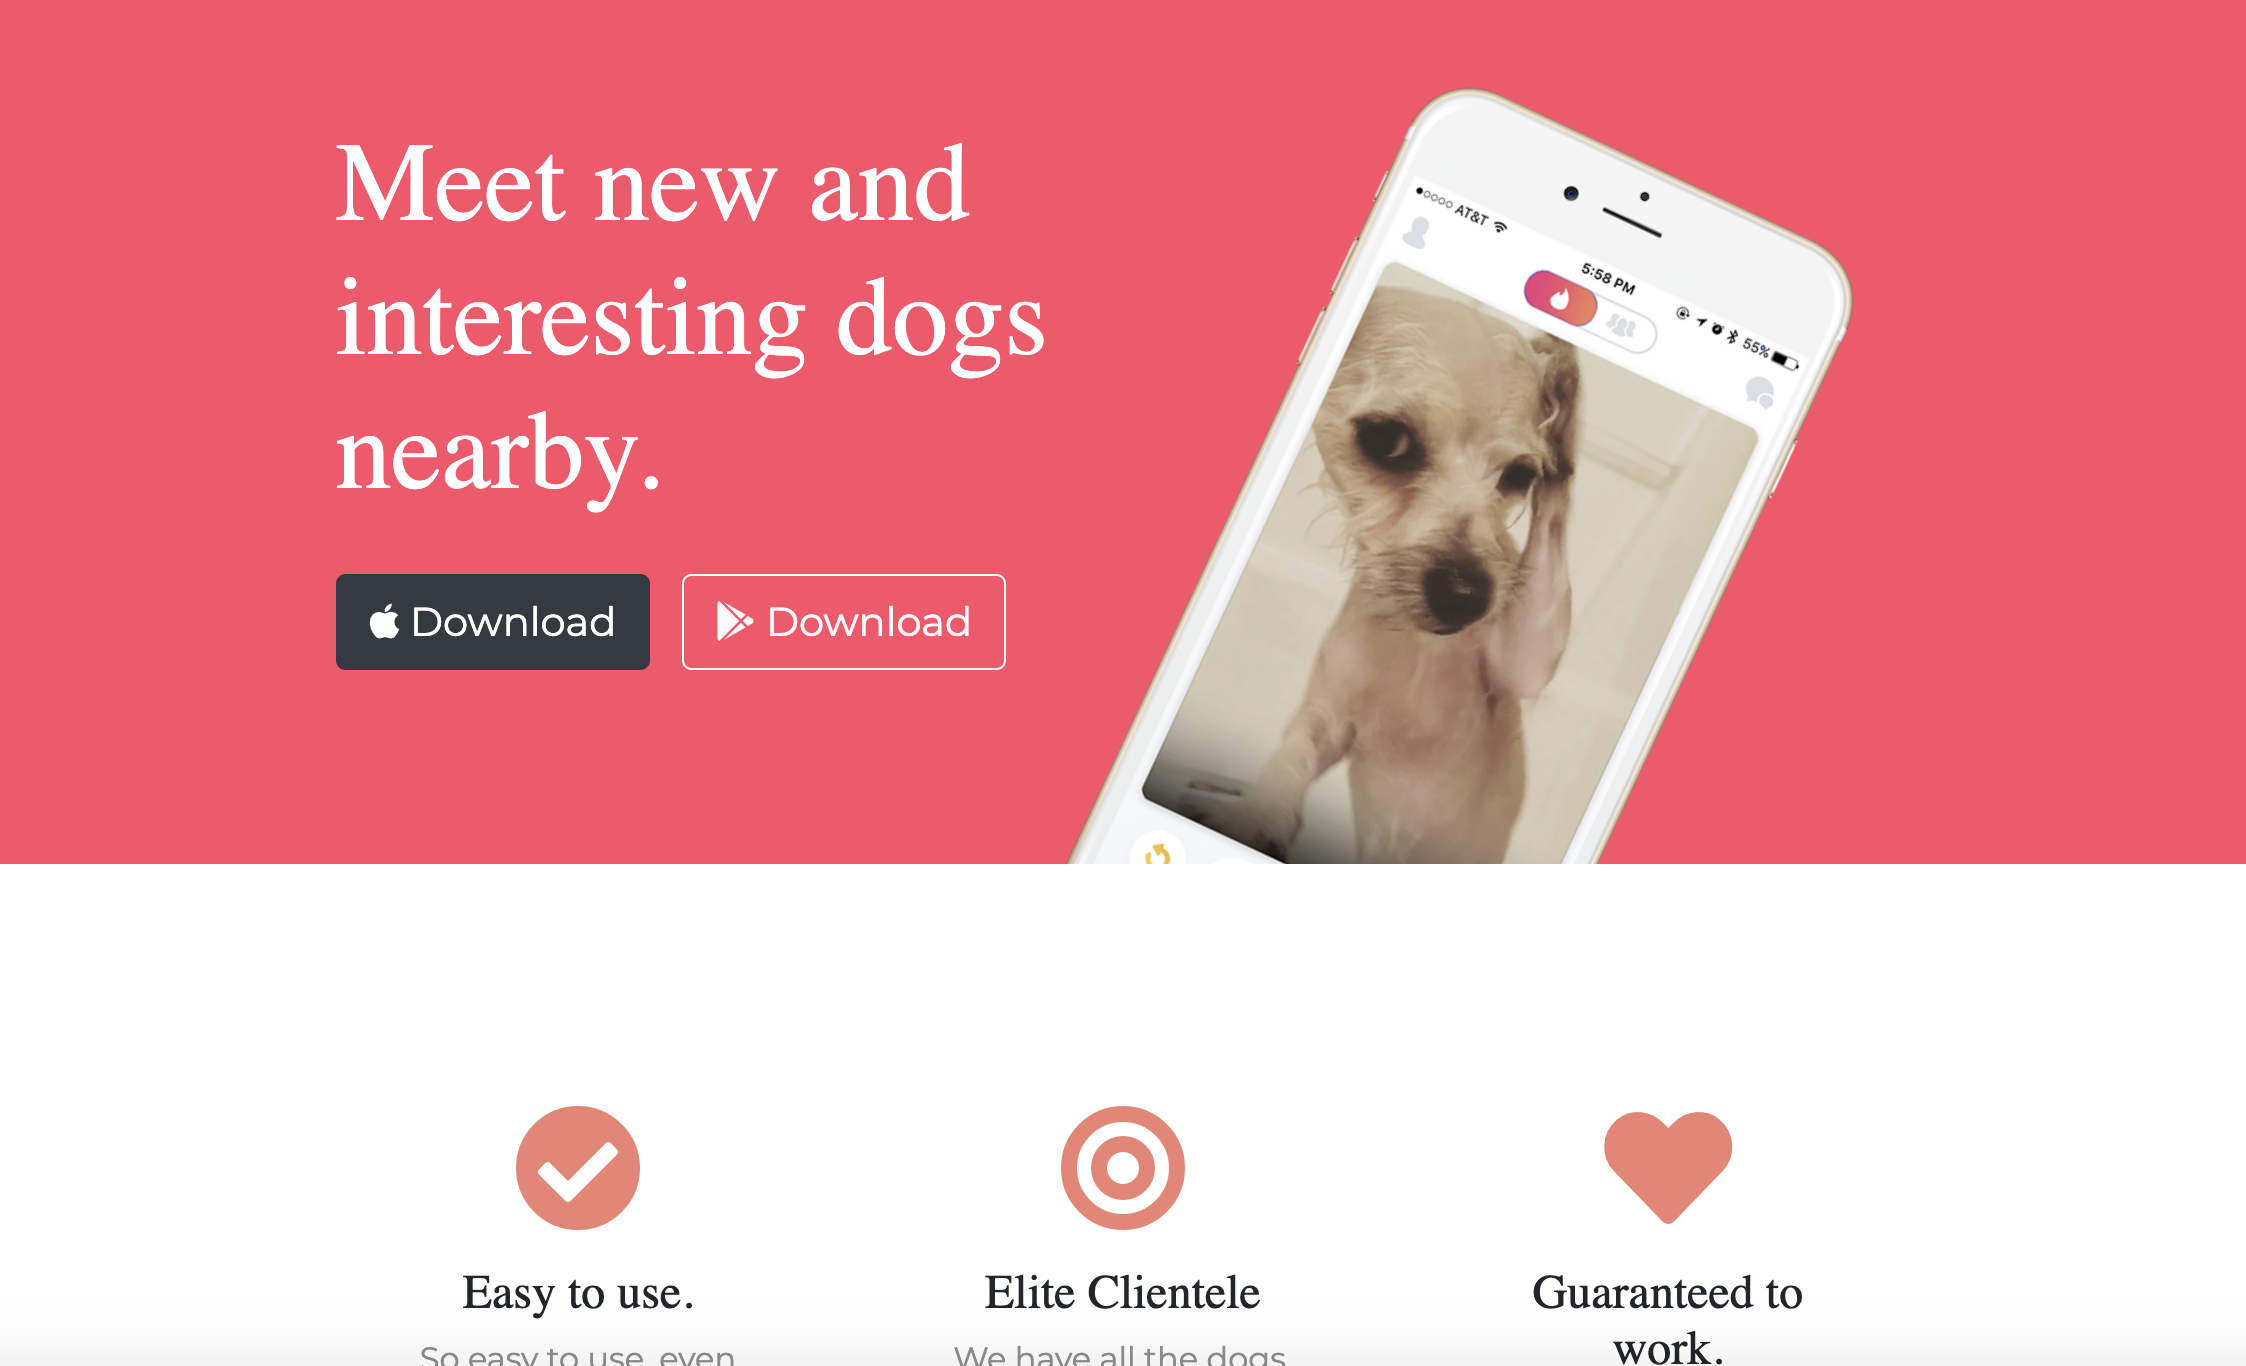 Meet new and
interesting dogs
nearby.
Download
Download
AT&T
5:58 PM
55%
Easy to use.
Elite Clientele
Guaranteed to
work.
So easy to use, even
We have all the dogs